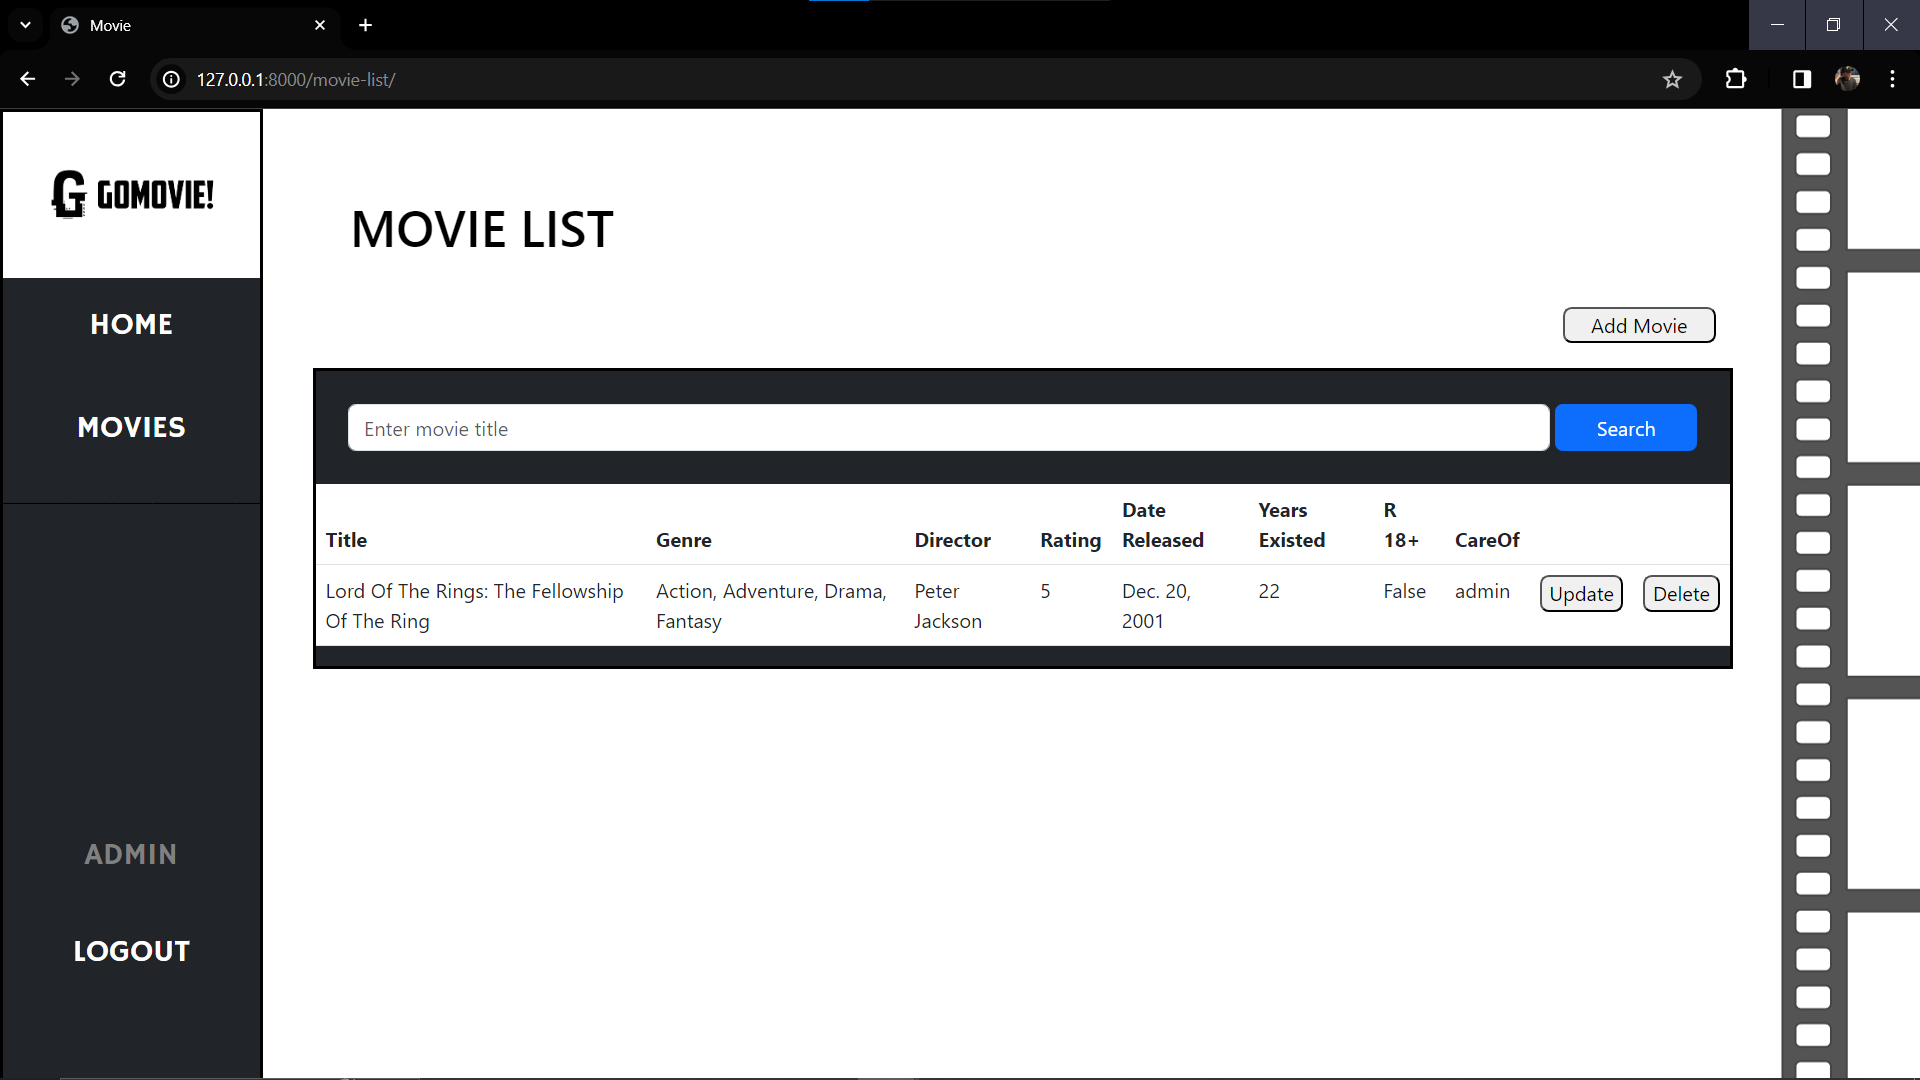 Movie
127.0.0.1:8000/movie-list/
G GOMOVIE!
HOME
MOVIES
ADMIN
LOGOUT
MOVIE LIST
Add Movie
Enter movie title
Search
Title Genre Director Rating Date Released Years Existed R 18+ CareOf
Lord Of The Rings: The Fellowship Action, Adventure, Drama, Peter 5 Dec. 20, 22 False admin Update Delete
Of The Ring Fantasy Jackson 2001